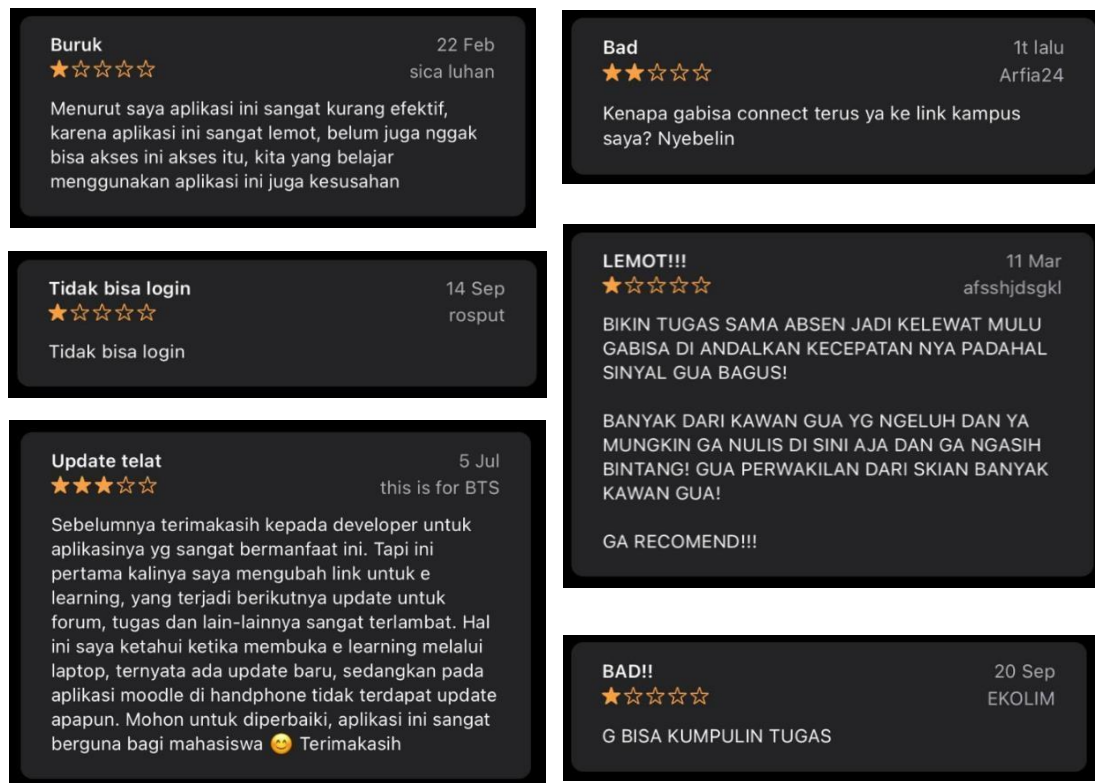 Buruk
22 Feb
★☆☆☆☆
sica luhan
Menurut saya aplikasi ini sangat kurang efektif,
karena aplikasi ini sangat lemot, belum juga nggak
bisa akses ini akses itu, kita yang belajar
menggunakan aplikasi ini juga kesusahan
Tidak bisa login
14 Sep
★☆☆☆☆
rosput
Tidak bisa login
Update telat
5 Jul
★★★☆☆
this is for BTS
Sebelumnya terimakasih kepada developer untuk
aplikasinya yg sangat bermanfaat ini. Tapi ini
pertama kalinya saya mengubah link untuk e
learning, yang terjadi berikutnya update untuk
forum, tugas dan lain-lainnya sangat terlambat. Hal
ini saya ketahui ketika membuka e learning melalui
laptop, ternyata ada update baru, sedangkan pada
aplikasi moodle di handphone tidak terdapat update
apapun. Mohon untuk diperbaiki, aplikasi ini sangat
berguna bagi mahasiswa 😊 Terimakasih
Bad
1t lalu
★★☆☆☆
Arfia24
Kenapa gabisa connect terus ya ke link kampus
saya? Nyebelin
LEMOT!!!
11 Mar
★☆☆☆☆
afsshjdsgkl
BIKIN TUGAS SAMA ABSEN JADI KELEWAT MULU
GABISA DI ANDALKAN KECEPATAN NYA PADAHAL
SINYAL GUA BAGUS!
BANYAK DARI KAWAN GUA YG NGELUH DAN YA
MUNGKIN GA NULIS DI SINI AJA DAN GA NGASIH
BINTANG! GUA PERWAKILAN DARI SKIAN BANYAK
KAWAN GUA!
GA RECOMEND!!!
BAD!!
20 Sep
★☆☆☆☆
EKOLIM
G BISA KUMPULIN TUGAS